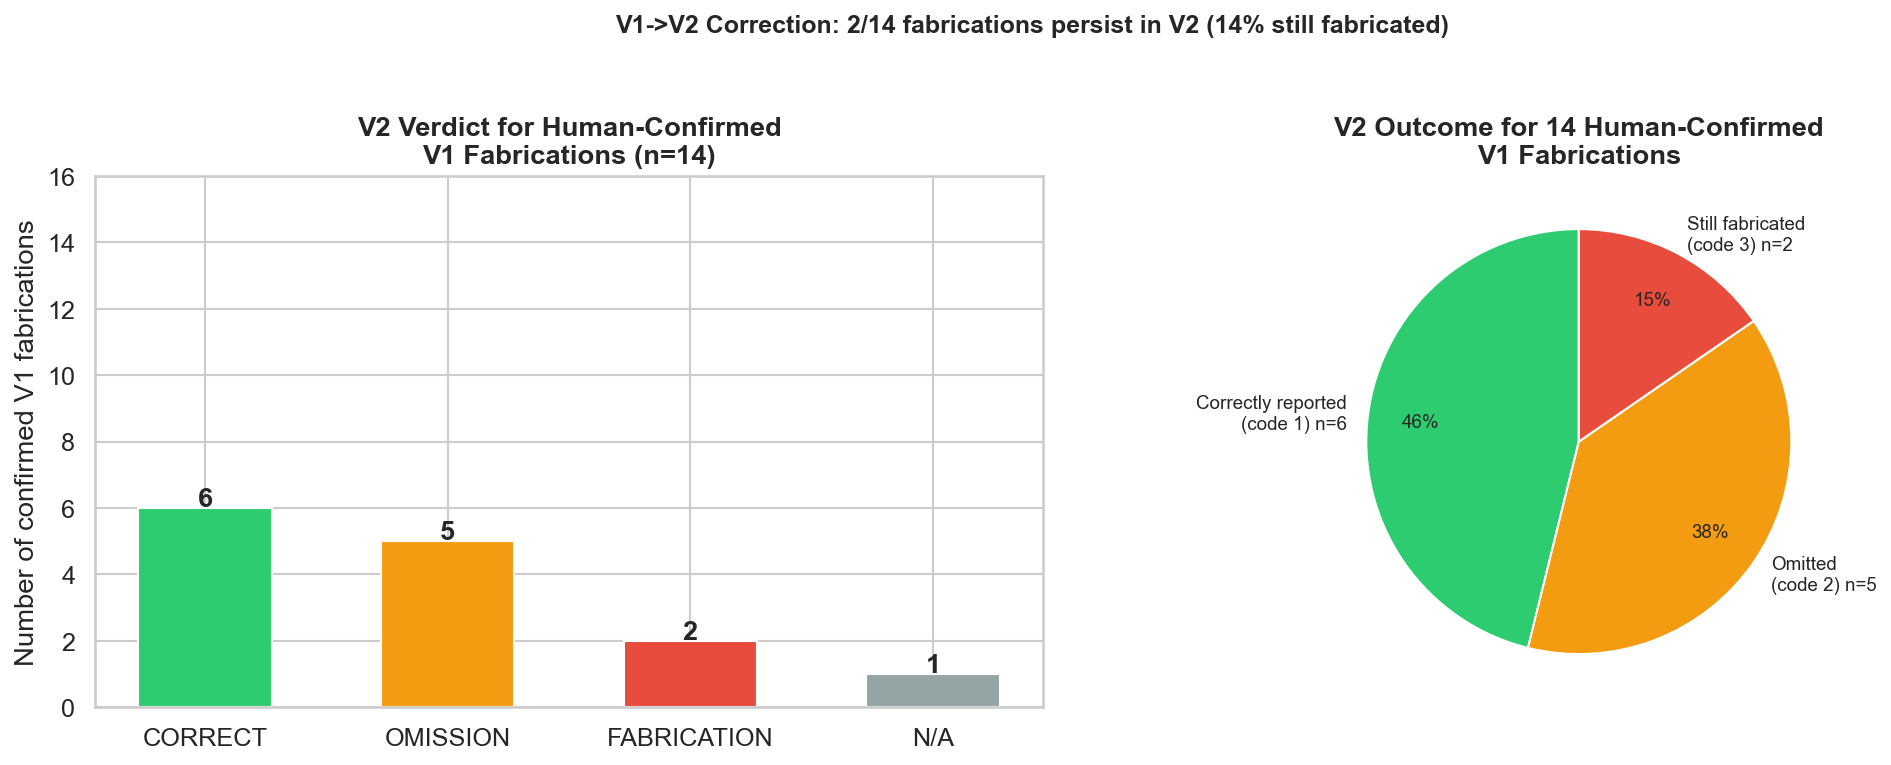 V1->V2 Correction: 2/14 fabrications persist in V2 (14% still fabricated)
V2 Verdict for Human-Confirmed
V1 Fabrications (n=14)
Number of confirmed V1 fabrications
16
14
12
10
8
6
4
2
0
6
5
2
1
CORRECT
OMISSION
FABRICATION
N/A
V2 Outcome for 14 Human-Confirmed
V1 Fabrications
Still fabricated
(code 3) n=2
15%
Correctly reported
(code 1) n=6
46%
38%
Omitted
(code 2) n=5